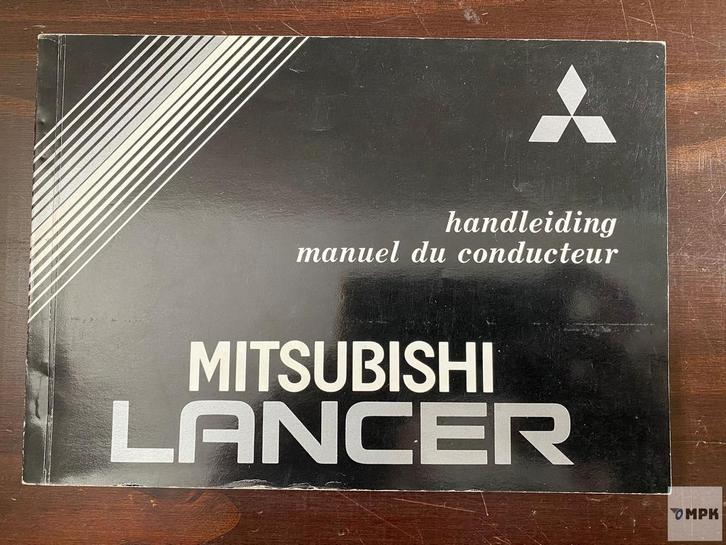 handleiding
manuel du conducteur
MITSUBISHI
LANCER
MPK